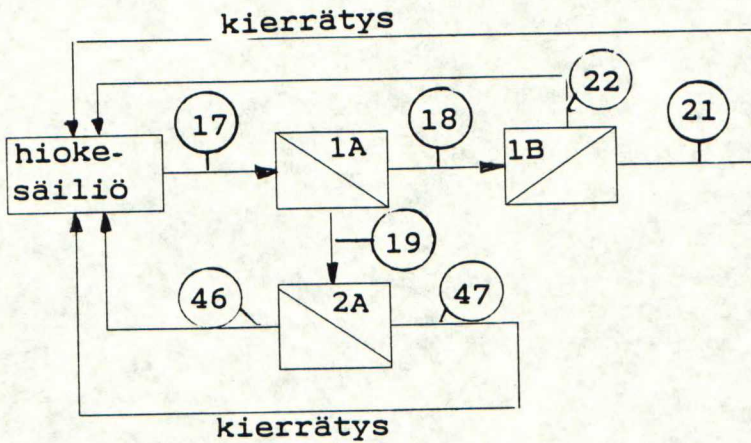 kierrätys
22
17
18
21
hioke-
säiliö
1A
1B
19
46
2A
47
kierrätys